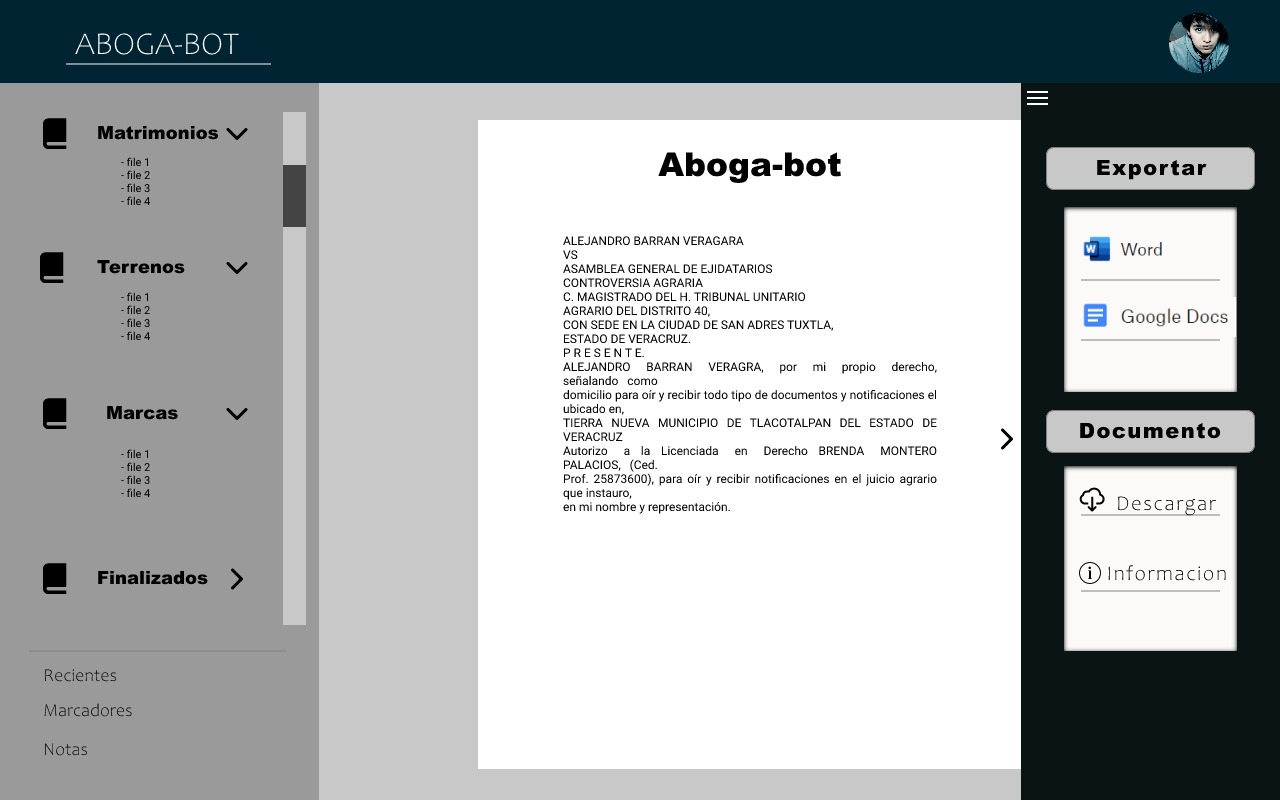 ABOGA-BOT
Matrimonios
- file 1
- file 2
- file 3
- file 4
Terrenos
- file 1
- file 2
- file 3
- file 4
Marcas
- file 1
- file 2
- file 3
- file 4
Finalizados
Recientes
Marcadores
Notas
Aboga-bot
ALEJANDRO BARRAN VERAGARA
VS
ASAMBLEA GENERAL DE EJIDATARIOS
CONTROVERSIA AGRARIA
C. MAGISTRADO DEL H. TRIBUNAL UNITARIO
AGRARIO DEL DISTRITO 40,
CON SEDE EN LA CIUDAD DE SAN ADRES TUXTLA,
ESTADO DE VERACRUZ.
P R E S E N T E.
ALEJANDRO BARRAN VERAGRA, por mi propio derecho,
señalando como
domicilio para oír y recibir todo tipo de documentos y notificaciones el
ubicado en,
TIERRA NUEVA MUNICIPIO DE TLACOTALPAN DEL ESTADO DE
VERACRUZ
Autorizo a la Licenciada en Derecho BRENDA MONTERO
PALACIOS, (Ced.
Prof. 25873600), para oír y recibir notificaciones en el juicio agrario
que instauro,
en mi nombre y representación.
Exportar
Word
Google Docs
Documento
Descargar
Informacion